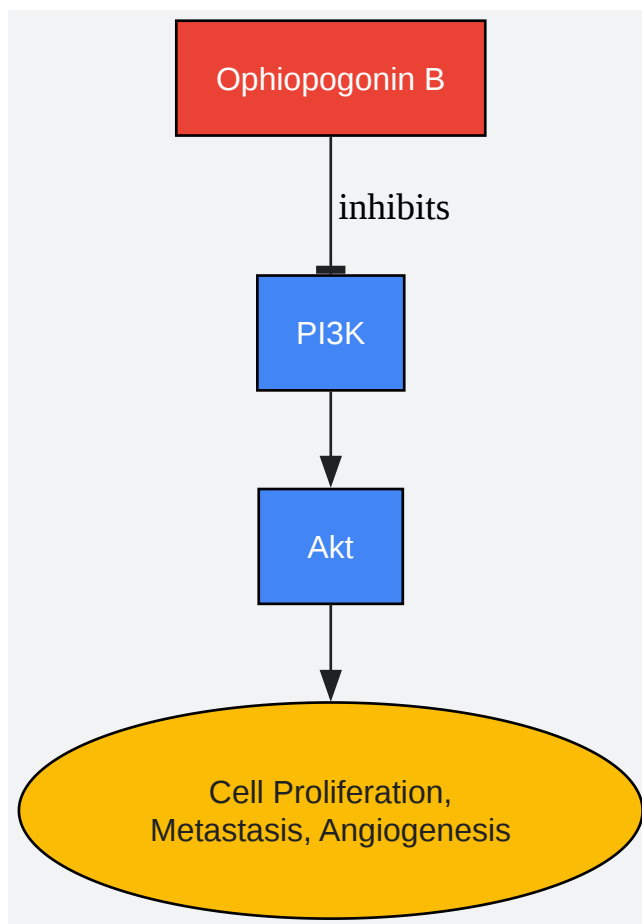 Ophiopogonin B
inhibits
PI3K
Akt
Cell Proliferation,
Metastasis, Angiogenesis